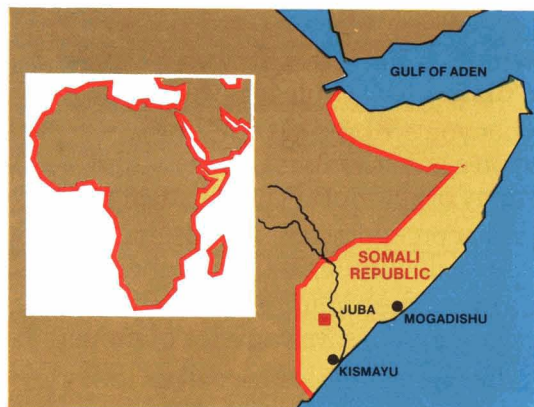 GULF OF ADEN
SOMALI
REPUBLIC
JUBA
MOGADISHU
KISMAYU